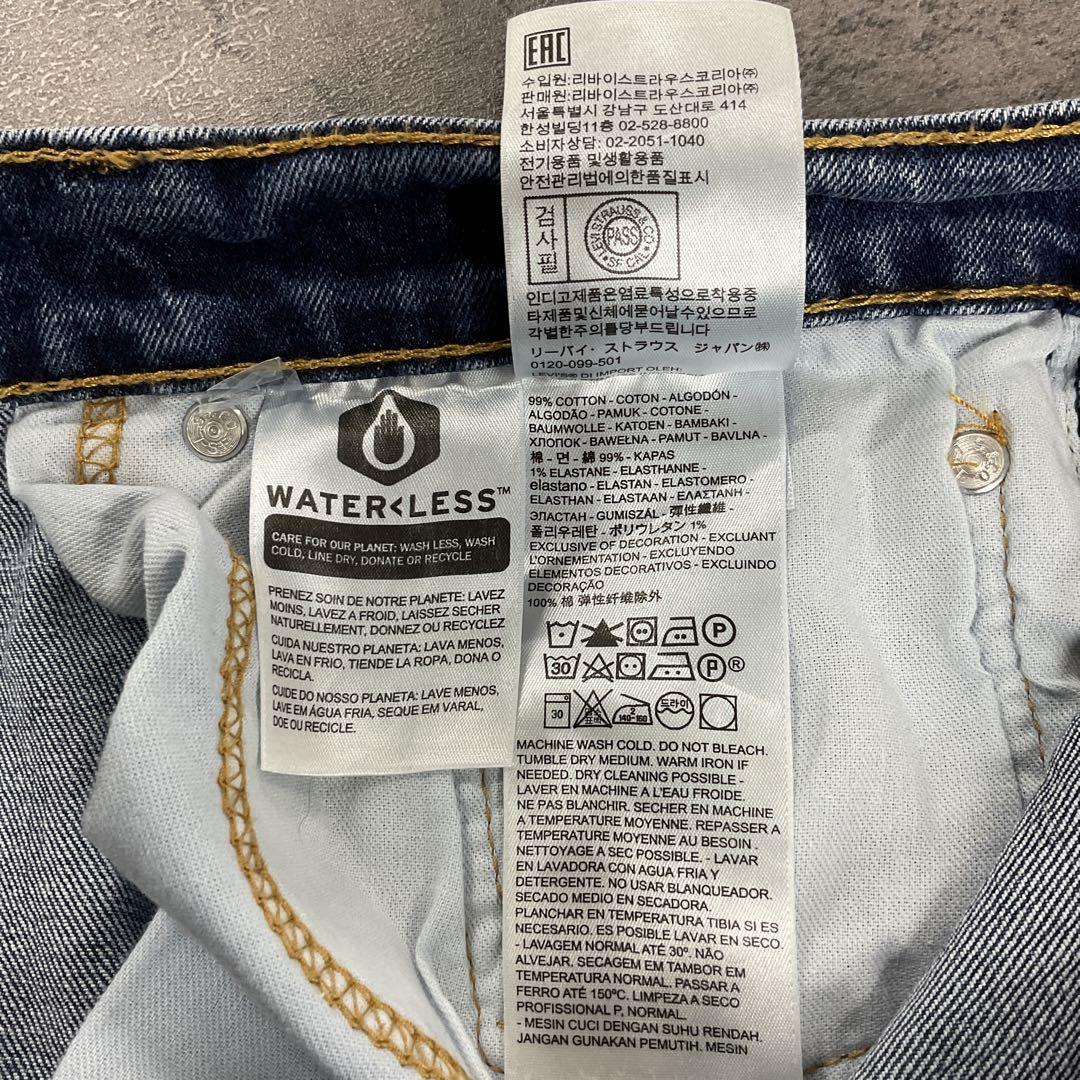 EAC
수입원:리바이스트라우스코리아(주)
판매원:리바이스트라우스코리아(주)
서울특별시 강남구 도산대로 414
한성빌딩11층 02-528-8800
소비자상담: 02-2051-1040
전기용품 및생활용품
안전관리법에의한품질표시
검사필
LEVI STRAUSS & CO
PASS
SF CAL
인디고제품은염료특성으로착용중
타제품및신체에묻어날수있으므로
각별한주의를당부드립니다
リーバイ・ストラウス ジャパン㈱
0120-099-501
LEVI'S® DI IMPORT OLEH:
99% COTTON - COTON - ALGODÓN -
ALGODÃO - PAMUK - COTONE -
BAUMWOLLE - KATOEN - BAMBAKI -
ХЛОПОК - BAWEŁNA - PAMUT - BAVLNA -
棉 - 면 - 綿 99% - KAPAS
1% ELASTANE - ELASTHANNE -
elastano - ELASTAN - ELASTOMERO -
ELASTHAN - ELASTAAN - ΕΛΑΣΤΑΝΗ -
ЭЛАСТАН - GUMISZÁL - 彈性纖維 -
폴리우레탄 - ポリウレタン 1%
EXCLUSIVE OF DECORATION - EXCLUANT
L'ORNEMENTATION - EXCLUYENDO
ELEMENTOS DECORATIVOS - EXCLUINDO
DECORAÇÃO
100% 棉 弹性纤维除外
P
30 P®
30 2 140-160 드라이
MACHINE WASH COLD. DO NOT BLEACH.
TUMBLE DRY MEDIUM. WARM IRON IF
NEEDED. DRY CLEANING POSSIBLE -
LAVER EN MACHINE A L'EAU FROIDE.
NE PAS BLANCHIR. SECHER EN MACHINE
A TEMPERATURE MOYENNE. REPASSER A
TEMPERATURE MOYENNE AU BESOIN.
NETTOYAGE A SEC POSSIBLE. - LAVAR
EN LAVADORA CON AGUA FRIA Y
DETERGENTE. NO USAR BLANQUEADOR.
SECADO MEDIO EN SECADORA.
PLANCHAR EN TEMPERATURA TIBIA SI ES
NECESARIO. ES POSIBLE LAVAR EN SECO.
- LAVAGEM NORMAL ATÉ 30º. NÃO
ALVEJAR. SECAGEM EM TAMBOR EM
TEMPERATURA NORMAL. PASSAR A
FERRO ATÉ 150ºC. LIMPEZA A SECO
PROFISSIONAL P, NORMAL.
- MESIN CUCI DENGAN SUHU RENDAH.
JANGAN GUNAKAN PEMUTIH. MESIN
WATER<LESS™
CARE FOR OUR PLANET: WASH LESS, WASH
COLD, LINE DRY, DONATE OR RECYCLE
PRENEZ SOIN DE NOTRE PLANETE: LAVEZ
MOINS, LAVEZ A FROID, LAISSEZ SECHER
NATURELLEMENT, DONNEZ OU RECYCLEZ
CUIDA NUESTRO PLANETA: LAVA MENOS,
LAVA EN FRIO, TIENDE LA ROPA, DONA O
RECICLA.
CUIDE DO NOSSO PLANETA: LAVE MENOS,
LAVE EM ÁGUA FRIA, SEQUE EM VARAL,
DOE OU RECICLE.